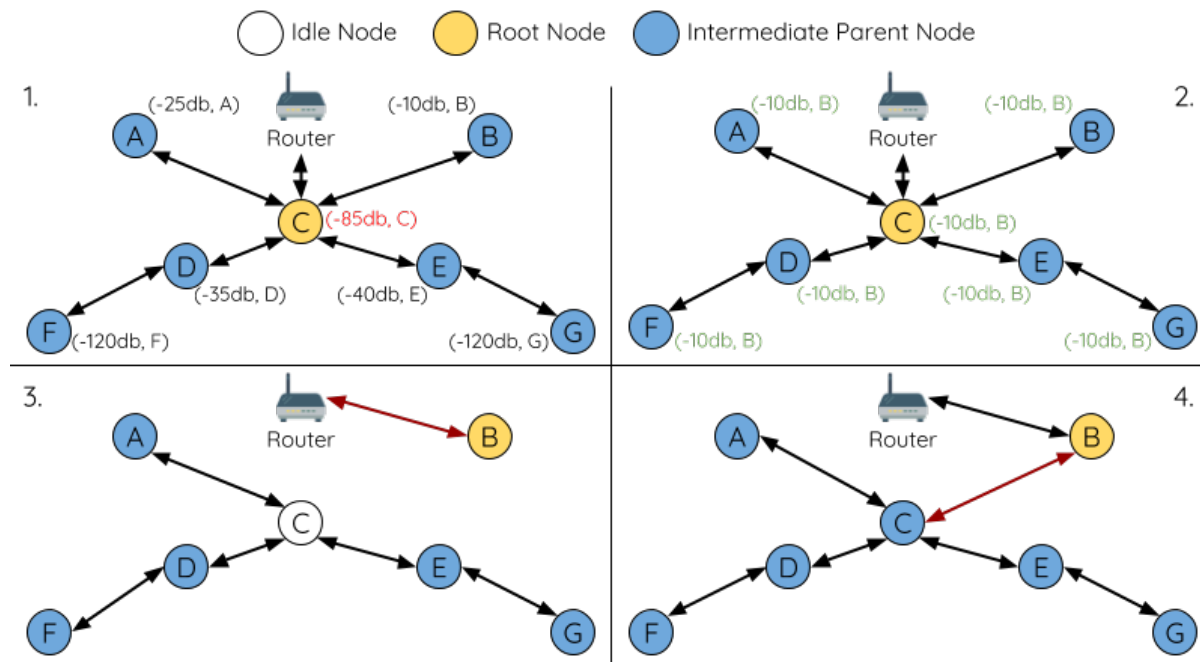 Idle Node Root Node Intermediate Parent Node
1.
(-25db, A) (-10db, B)
A Router B
C (-85db, C)
D E
(-35db, D) (-40db, E)
F (-120db, F) (-120db, G) G
2.
(-10db, B) (-10db, B)
A Router B
C (-10db, B)
D E
(-10db, B) (-10db, B)
F (-10db, B) (-10db, B) G
3.
A Router B
C
D E
F G
4.
A Router B
C
D E
F G